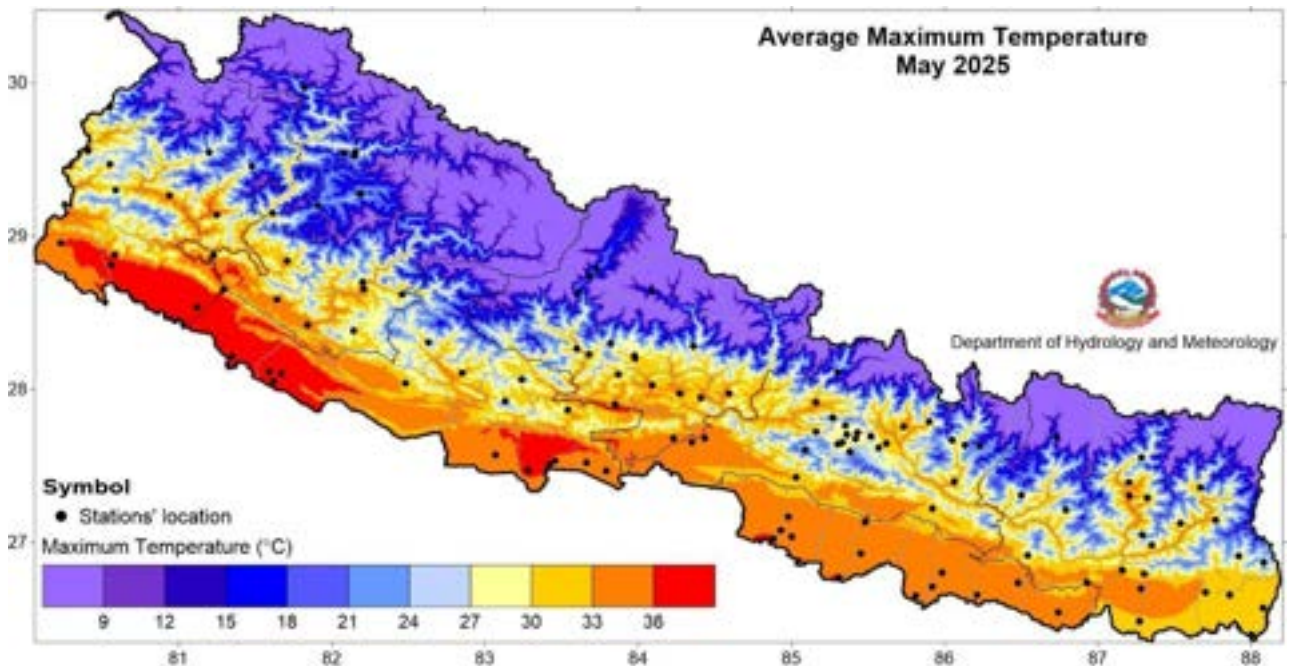 Average Maximum Temperature
May 2025
30
29
28
27
Department of Hydrology and Meteorology
Symbol
Stations' location
Maximum Temperature (°C)
9 12 15 18 21 24 27 30 33 36
81 82 83 84 85 86 87 88